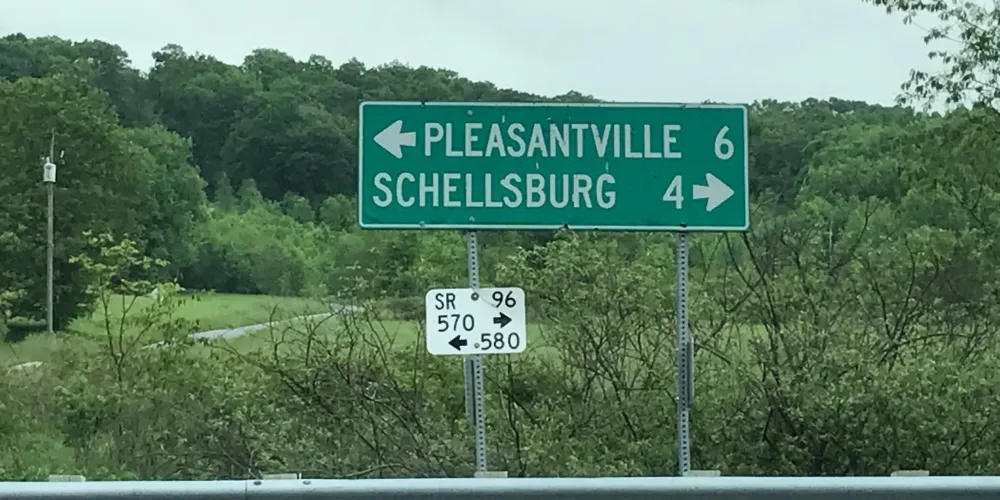 PLEASANTVILLE 6
SCHELLSBURG 4
SR 96
570
580